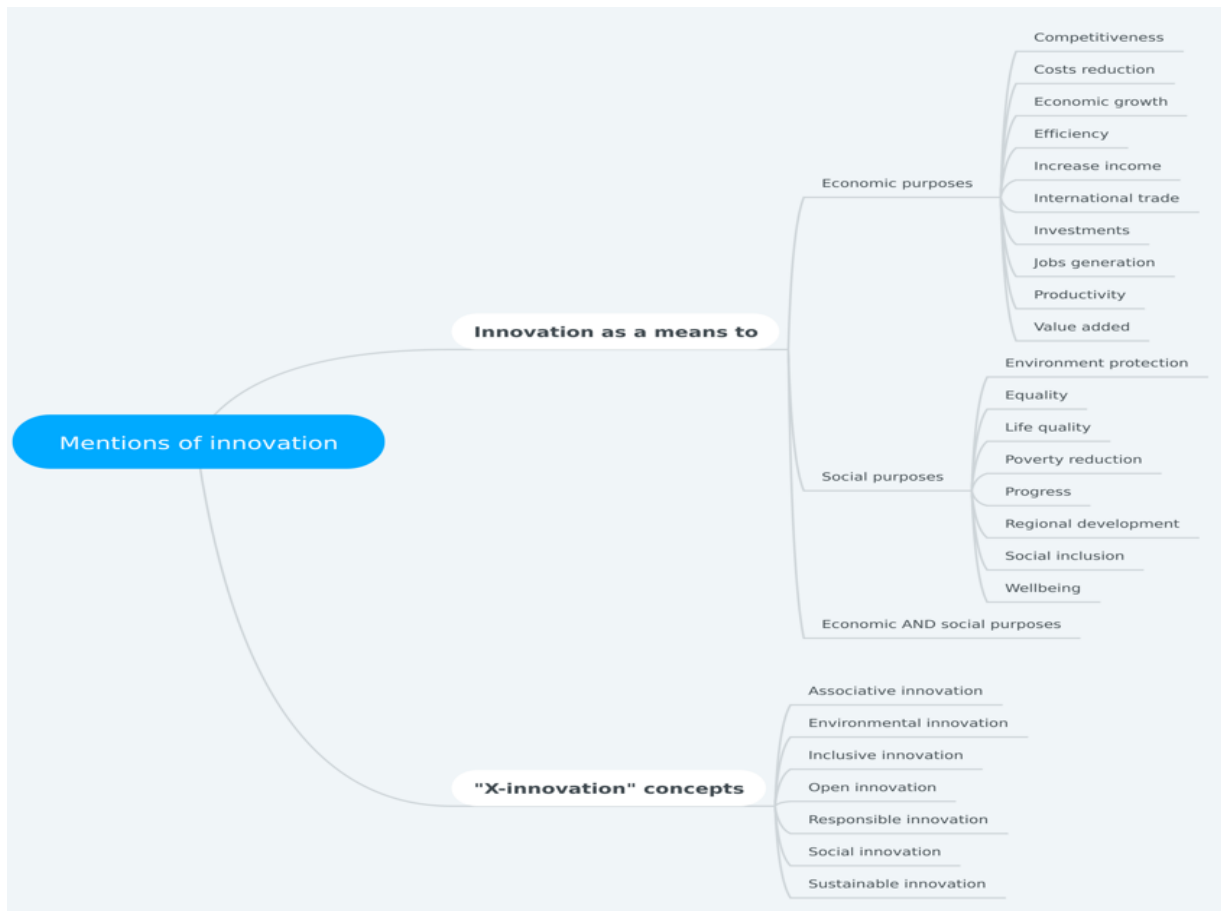 Mentions of innovation
Innovation as a means to
Economic purposes
Competitiveness
Costs reduction
Economic growth
Efficiency
Increase income
International trade
Investments
Jobs generation
Productivity
Value added
Social purposes
Environment protection
Equality
Life quality
Poverty reduction
Progress
Regional development
Social inclusion
Wellbeing
Economic AND social purposes
"X-innovation" concepts
Associative innovation
Environmental innovation
Inclusive innovation
Open innovation
Responsible innovation
Social innovation
Sustainable innovation